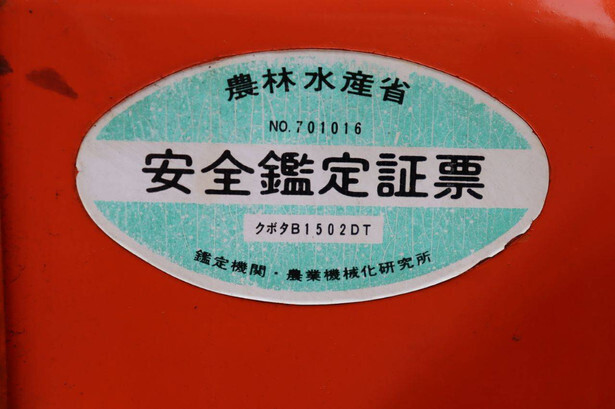 農林水産省
NO.701016
安全鑑定証票
クボタB1502DT
鑑定機関・農業機械化研究所